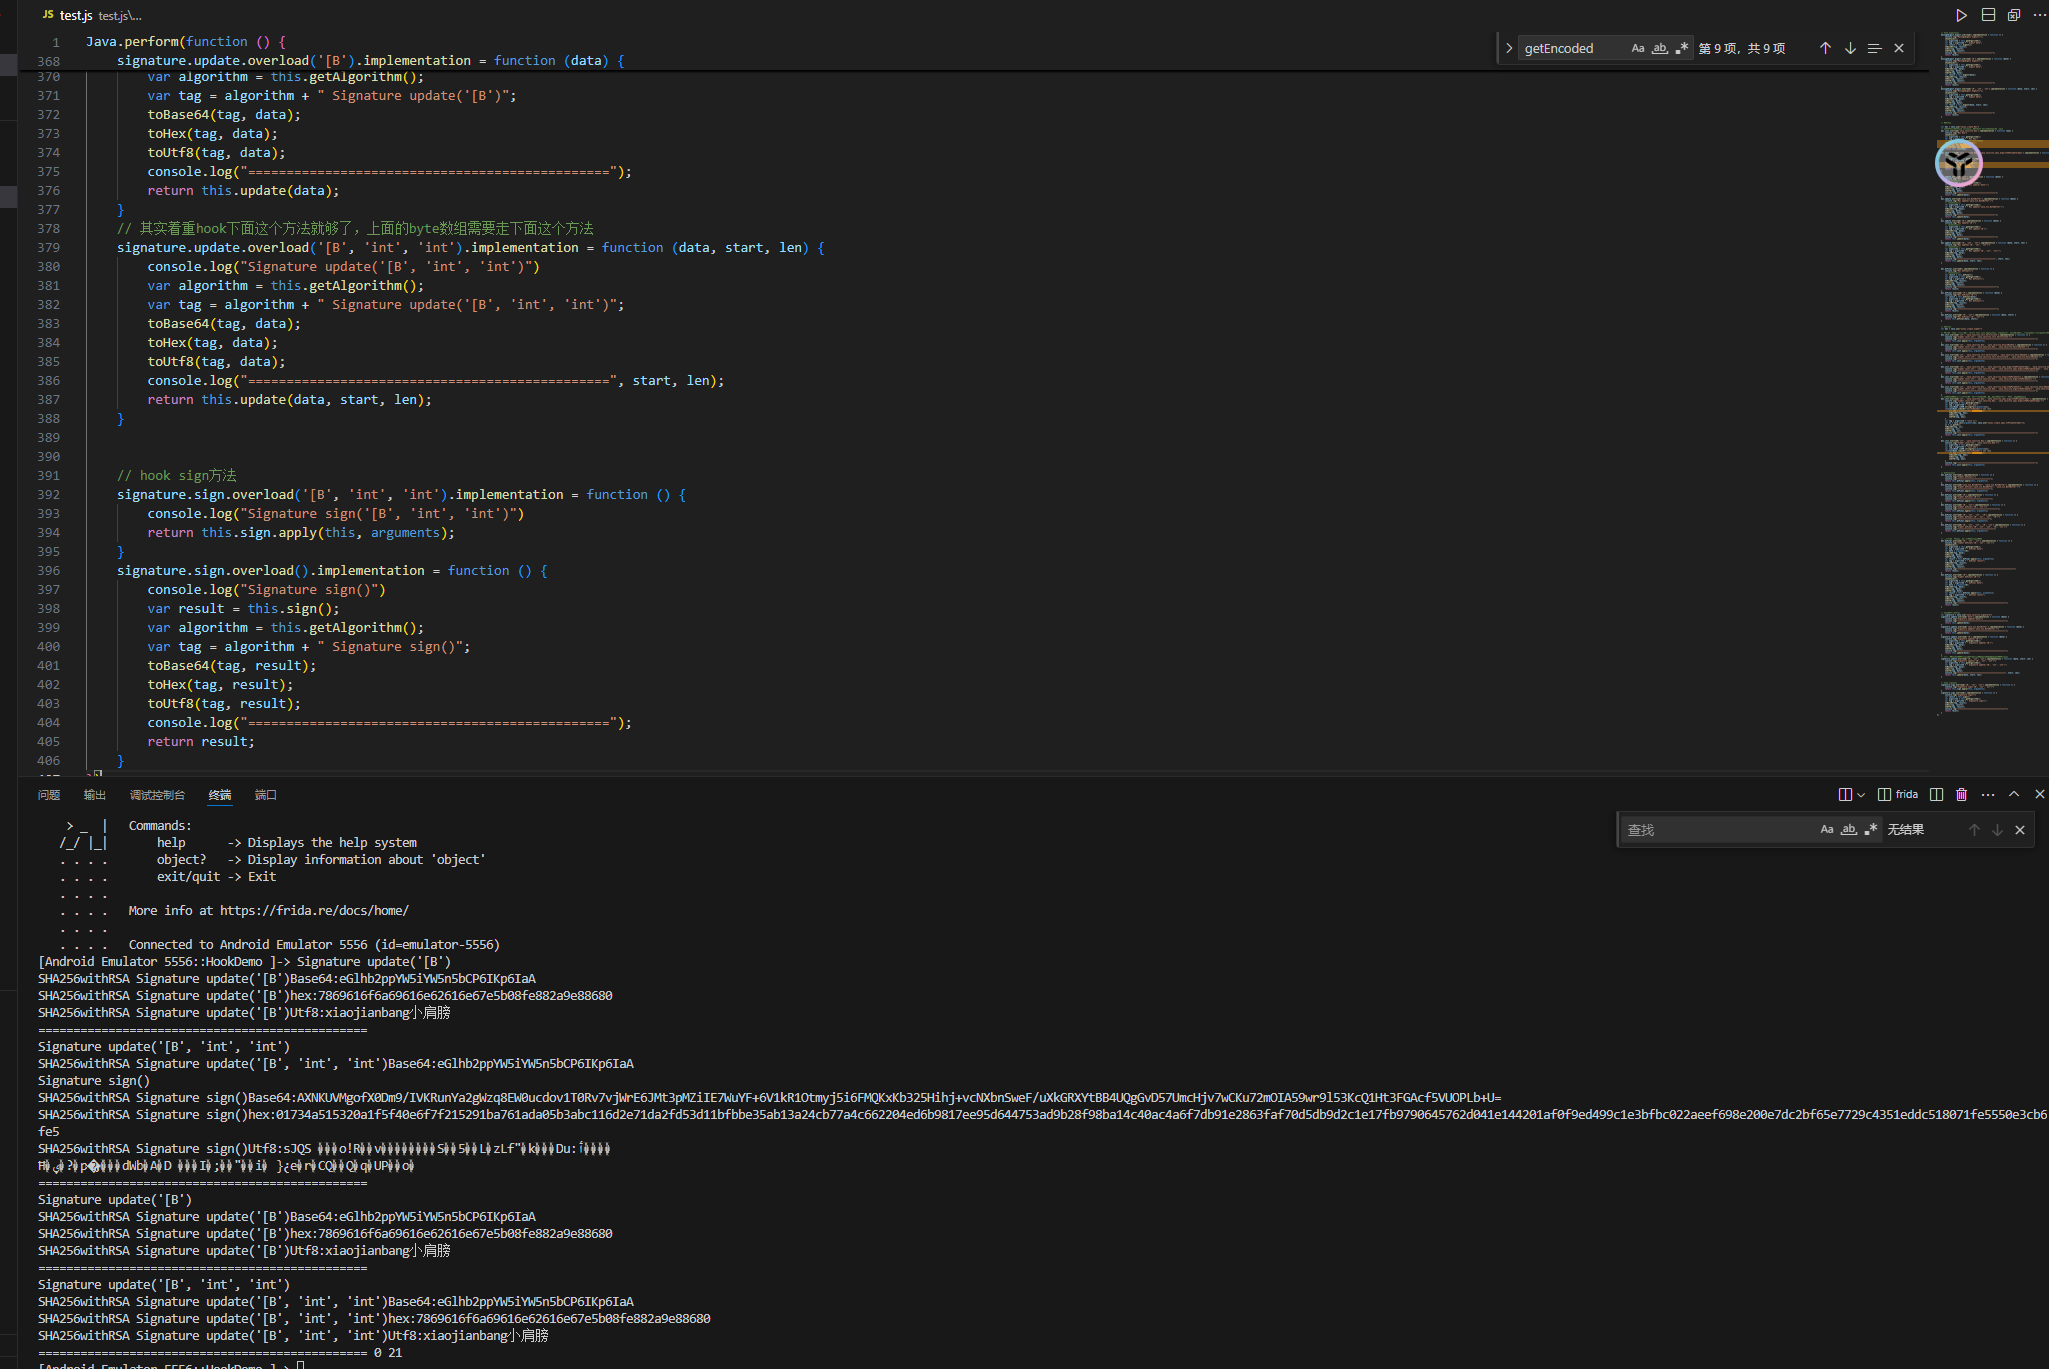 JS test.js test.js\...
1 Java.perform(function () {
368 signature.update.overload('[B').implementation = function (data) {
getEncoded Aa ab .* 第 9 项，共 9 项
370 var algorithm = this.getAlgorithm();
371 var tag = algorithm + " Signature update('[B')";
372 toBase64(tag, data);
373 toHex(tag, data);
374 toUtf8(tag, data);
375 console.log("===============================================");
376 return this.update(data);
377 }
378 // 其实着重hook下面这个方法就够了，上面的byte数组需要走下面这个方法
379 signature.update.overload('[B', 'int', 'int').implementation = function (data, start, len) {
380 console.log("Signature update('[B', 'int', 'int')")
381 var algorithm = this.getAlgorithm();
382 var tag = algorithm + " Signature update('[B', 'int', 'int')";
383 toBase64(tag, data);
384 toHex(tag, data);
385 toUtf8(tag, data);
386 console.log("===============================================", start, len);
387 return this.update(data, start, len);
388 }
389
390
391 // hook sign方法
392 signature.sign.overload('[B', 'int', 'int').implementation = function () {
393 console.log("Signature sign('[B', 'int', 'int')")
394 return this.sign.apply(this, arguments);
395 }
396 signature.sign.overload().implementation = function () {
397 console.log("Signature sign()")
398 var result = this.sign();
399 var algorithm = this.getAlgorithm();
400 var tag = algorithm + " Signature sign()";
401 toBase64(tag, result);
402 toHex(tag, result);
403 toUtf8(tag, result);
404 console.log("===============================================");
405 return result;
406 }
问题 输出 调试控制台 终端 端口
frida
查找 Aa ab .* 无结果
> _ | Commands:
/_/ |_| help -> Displays the help system
. . . . object? -> Display information about 'object'
. . . . exit/quit -> Exit
. . . .
. . . . More info at https://frida.re/docs/home/
. . . .
. . . . Connected to Android Emulator 5556 (id=emulator-5556)
[Android Emulator 5556::HookDemo ]-> Signature update('[B')
SHA256withRSA Signature update('[B')Base64:eGlhb2ppYW5iYW5n5bCP6IKp6IaA
SHA256withRSA Signature update('[B')hex:7869616f6a69616e62616e67e5b08fe882a9e88680
SHA256withRSA Signature update('[B')Utf8:xiaojianbang小肩膀
===============================================
Signature update('[B', 'int', 'int')
SHA256withRSA Signature update('[B', 'int', 'int')Base64:eGlhb2ppYW5iYW5n5bCP6IKp6IaA
Signature sign()
SHA256withRSA Signature sign()Base64:AXNKUVMgofX0Dm9/IVKRunYa2gWzq8EW0ucdov1T0Rv7vjWrE6JMt3pMZiIE7WuYF+6V1kR1Otmyj5i6FMQKxKb325Hihj+vcNXbnSweF/uXkGRXYtBB4UQgGvD57UmcHjv7wCKu72mOIA59wr9l53KcQ1Ht3FGAcf5VUOPLb+U=
SHA256withRSA Signature sign()hex:01734a515320a1f5f40e6f7f215291ba761ada05b3abc116d2e71da2fd53d11bfbbe35ab13a24cb77a4c662204ed6b9817ee95d644753ad9b28f98ba14c40ac4a6f7db91e2863faf70d5db9d2c1e17fb9790645762d041e144201af0f9ed499c1e3bfbc022aeef698e200e7dc2bf65e7729c4351eddc518071fe5550e3cb6
fe5
SHA256withRSA Signature sign()Utf8:sJQS
===============================================
Signature update('[B')
SHA256withRSA Signature update('[B')Base64:eGlhb2ppYW5iYW5n5bCP6IKp6IaA
SHA256withRSA Signature update('[B')hex:7869616f6a69616e62616e67e5b08fe882a9e88680
SHA256withRSA Signature update('[B')Utf8:xiaojianbang小肩膀
===============================================
Signature update('[B', 'int', 'int')
SHA256withRSA Signature update('[B', 'int', 'int')Base64:eGlhb2ppYW5iYW5n5bCP6IKp6IaA
SHA256withRSA Signature update('[B', 'int', 'int')hex:7869616f6a69616e62616e67e5b08fe882a9e88680
SHA256withRSA Signature update('[B', 'int', 'int')Utf8:xiaojianbang小肩膀
=============================================== 0 21
[Android Emulator 5556::HookDemo ]->